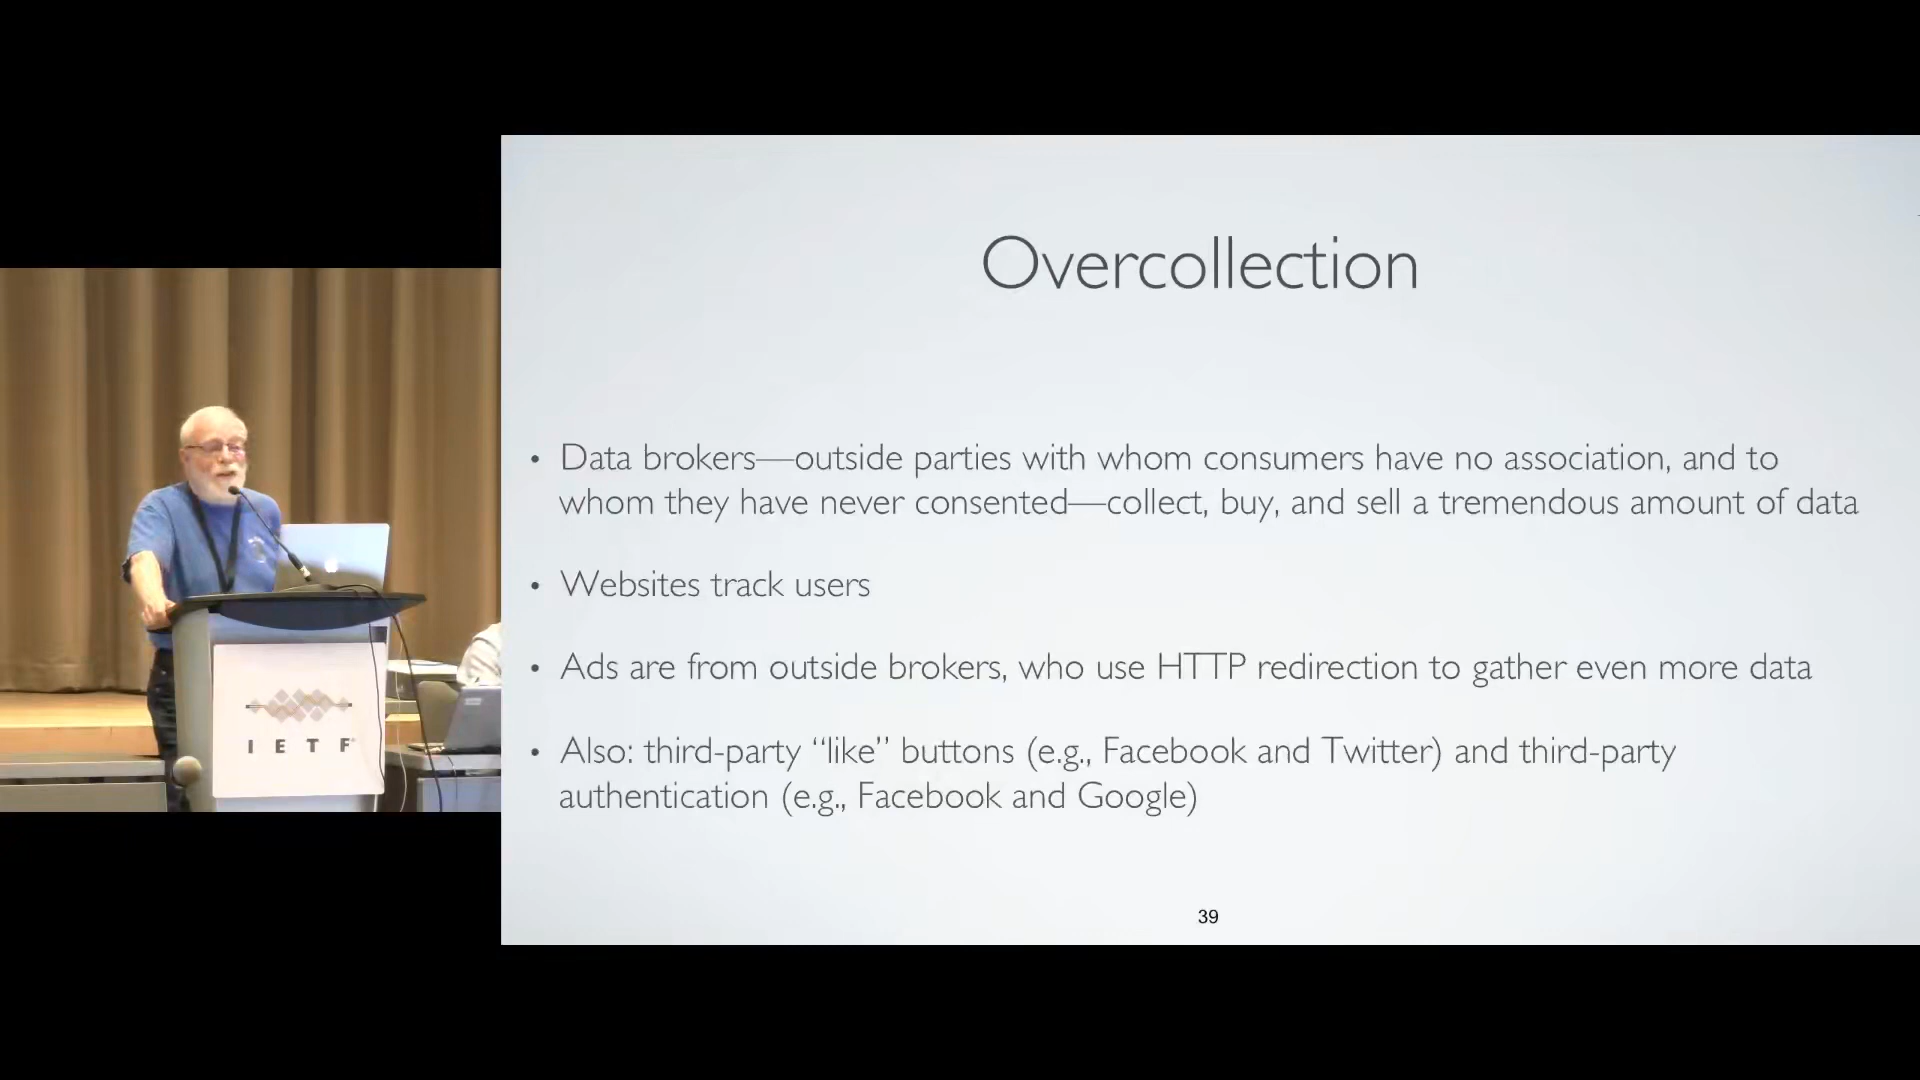 Overcollection
• Data brokers—outside parties with whom consumers have no association, and to
whom they have never consented—collect, buy, and sell a tremendous amount of data
• Websites track users
• Ads are from outside brokers, who use HTTP redirection to gather even more data
• Also: third-party “like” buttons (e.g., Facebook and Twitter) and third-party
authentication (e.g., Facebook and Google)
39
I E T F